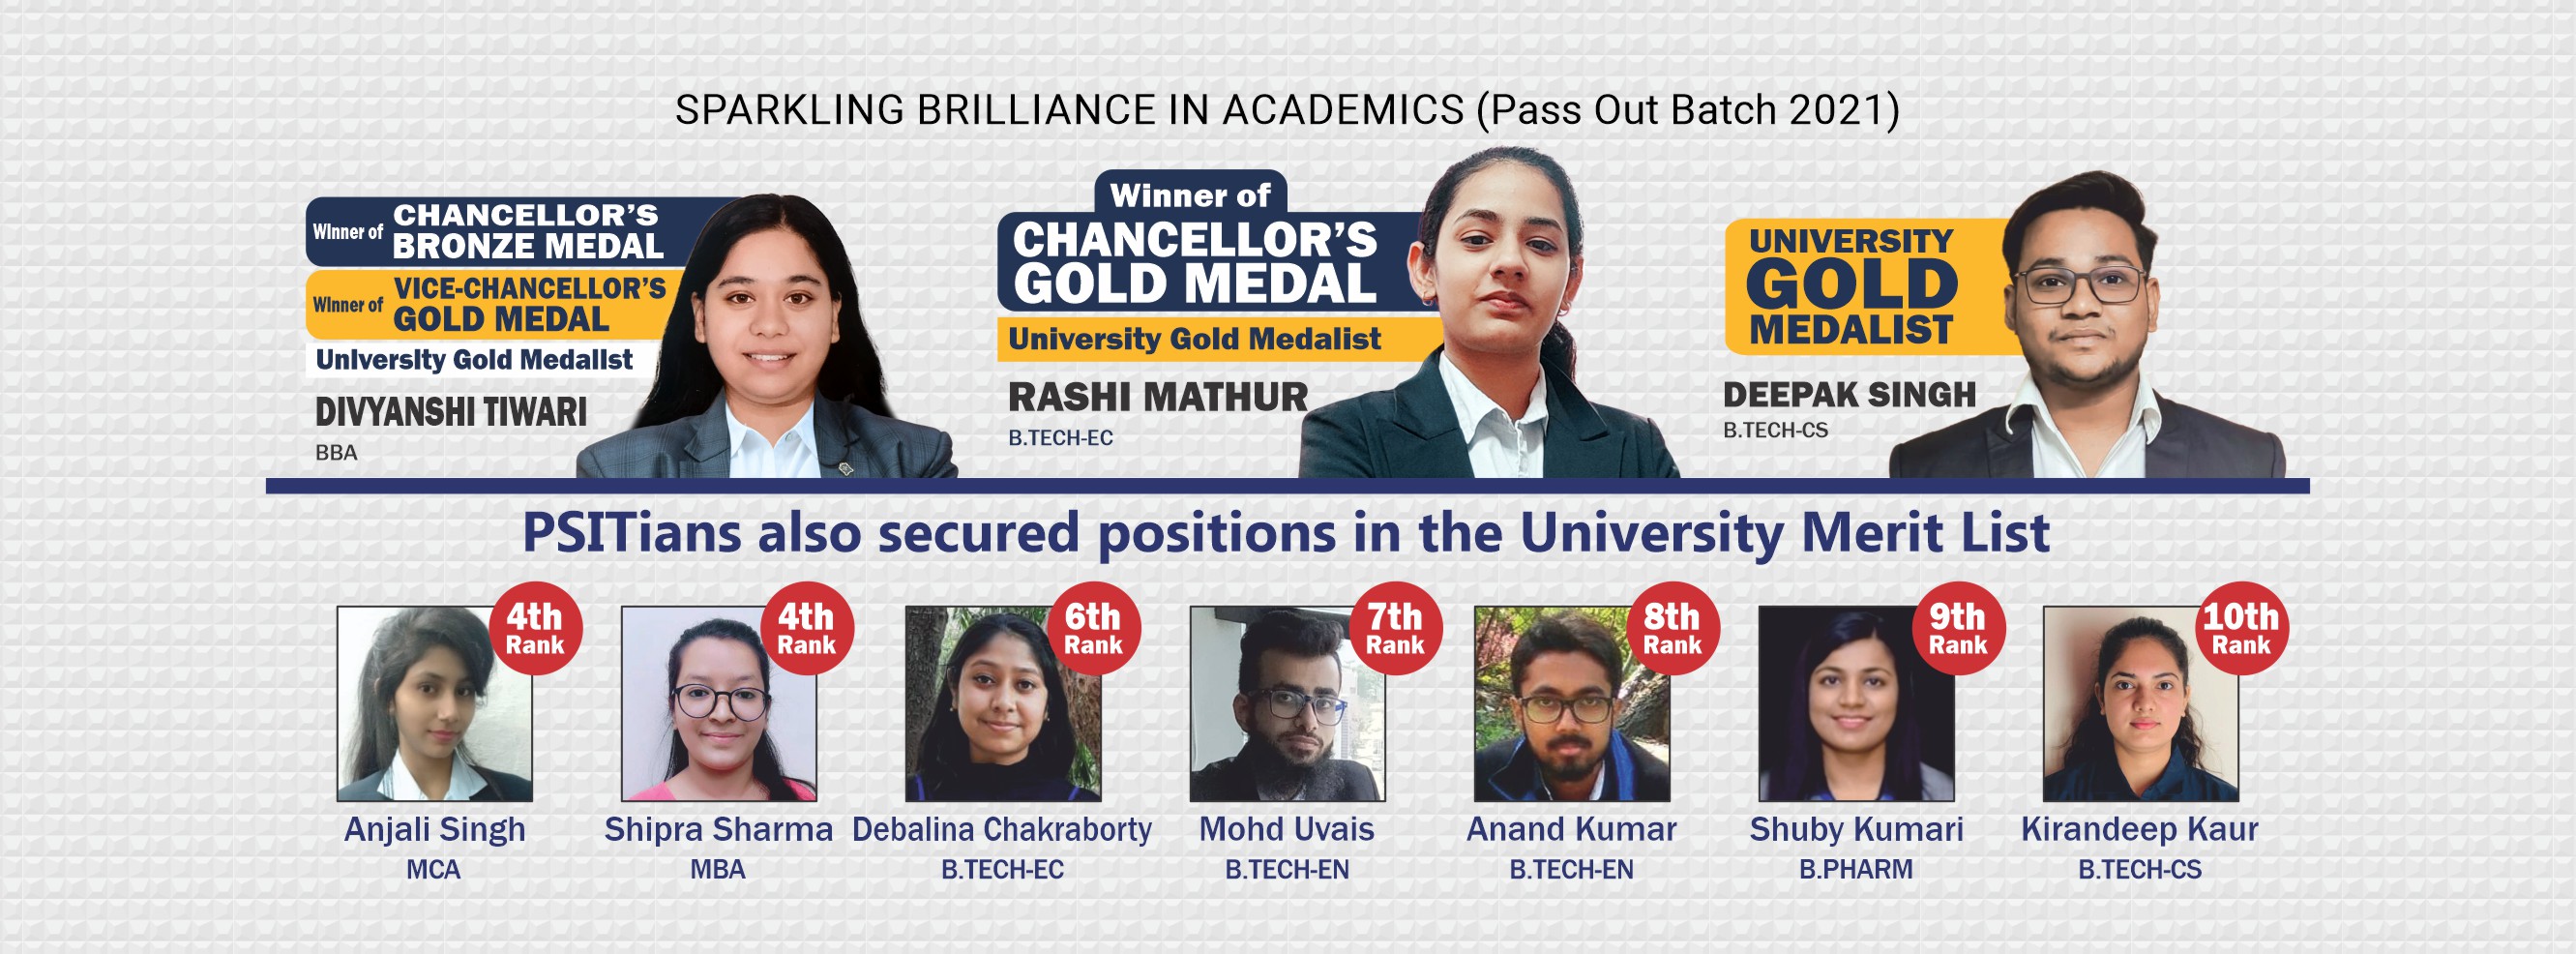 SPARKLING BRILLIANCE IN ACADEMICS (Pass Out Batch 2021)
Winner of CHANCELLOR'S
BRONZE MEDAL
Winner of VICE-CHANCELLOR'S
GOLD MEDAL
University Gold Medalist
DIVYANSHI TIWARI
BBA
Winner of
CHANCELLOR'S
GOLD MEDAL
University Gold Medalist
RASHI MATHUR
B.TECH-EC
UNIVERSITY
GOLD
MEDALIST
DEEPAK SINGH
B.TECH-CS
PSITians also secured positions in the University Merit List
4th
Rank
Anjali Singh
MCA
4th
Rank
Shipra Sharma
MBA
6th
Rank
Debalina Chakraborty
B.TECH-EC
7th
Rank
Mohd Uvais
B.TECH-EN
8th
Rank
Anand Kumar
B.TECH-EN
9th
Rank
Shuby Kumari
B.PHARM
10th
Rank
Kirandeep Kaur
B.TECH-CS